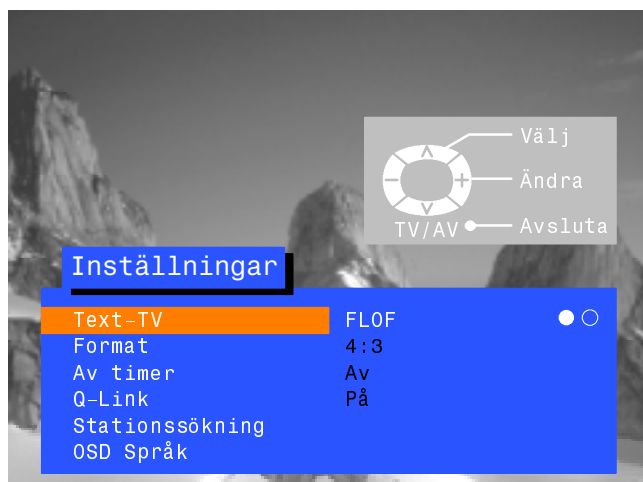 Välj
Ändra
TV/AV Avsluta
Inställningar
Text-TV FLOF
Format 4:3
Av timer Av
Q-Link På
Stationssökning
OSD Språk